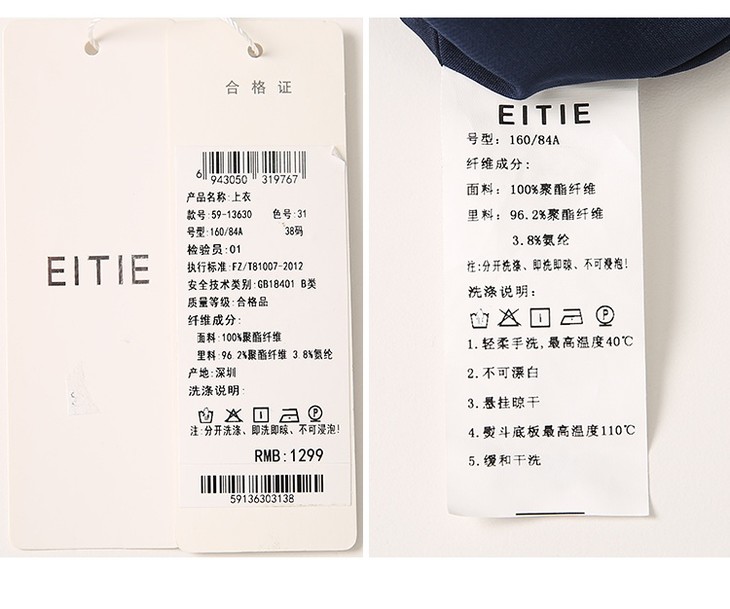 EITIE
合格证
6 943050 319767
产品名称:上衣
款号:59-13630 色号:31
号型:160/84A 38码
检验员:01
执行标准:FZ/T81007-2012
安全技术类别:GB18401 B类
质量等级:合格品
纤维成分:
面料:100%聚酯纤维
里料:96.2%聚酯纤维 3.8%氨纶
产地:深圳
洗涤说明:
注:分开洗涤、即洗即晾、不可浸泡!
RMB:1299
59136303138
EITIE
号型: 160/84A
纤维成分:
面料: 100%聚酯纤维
里料: 96.2%聚酯纤维
3.8%氨纶
注:分开洗涤、即洗即晾、不可浸泡!
洗涤说明:
P
1.轻柔手洗,最高温度40℃
2.不可漂白
3.悬挂晾干
4.熨斗底板最高温度110℃
5.缓和干洗